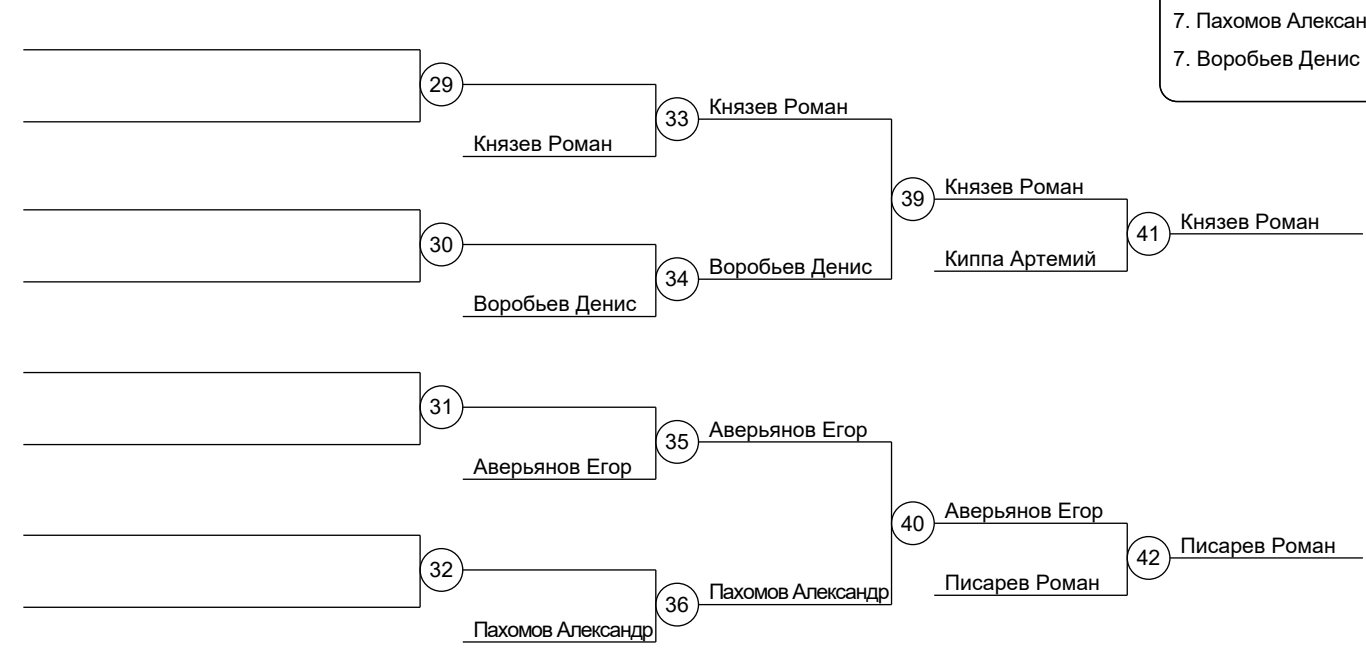 7. Пахомов Алексан
7. Воробьев Денис
29
33
Князев Роман
Князев Роман
39
Князев Роман
30
41
Князев Роман
34
Воробьев Денис
Киппа Артемий
Воробьев Денис
31
35
Аверьянов Егор
Аверьянов Егор
40
Аверьянов Егор
32
42
Писарев Роман
36
Пахомов Александр
Писарев Роман
Пахомов Александр